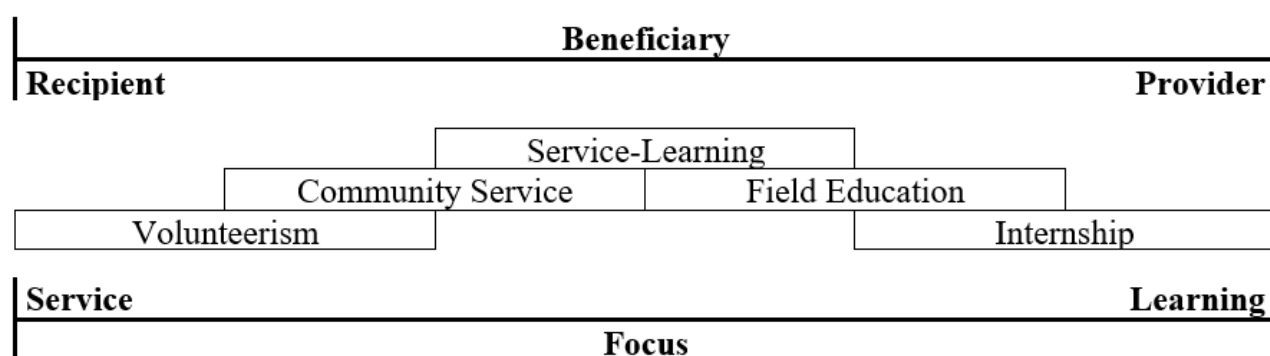 Beneficiary
Recipient Provider
Service-Learning
Community Service Field Education
Volunteerism Internship
Service Learning
Focus